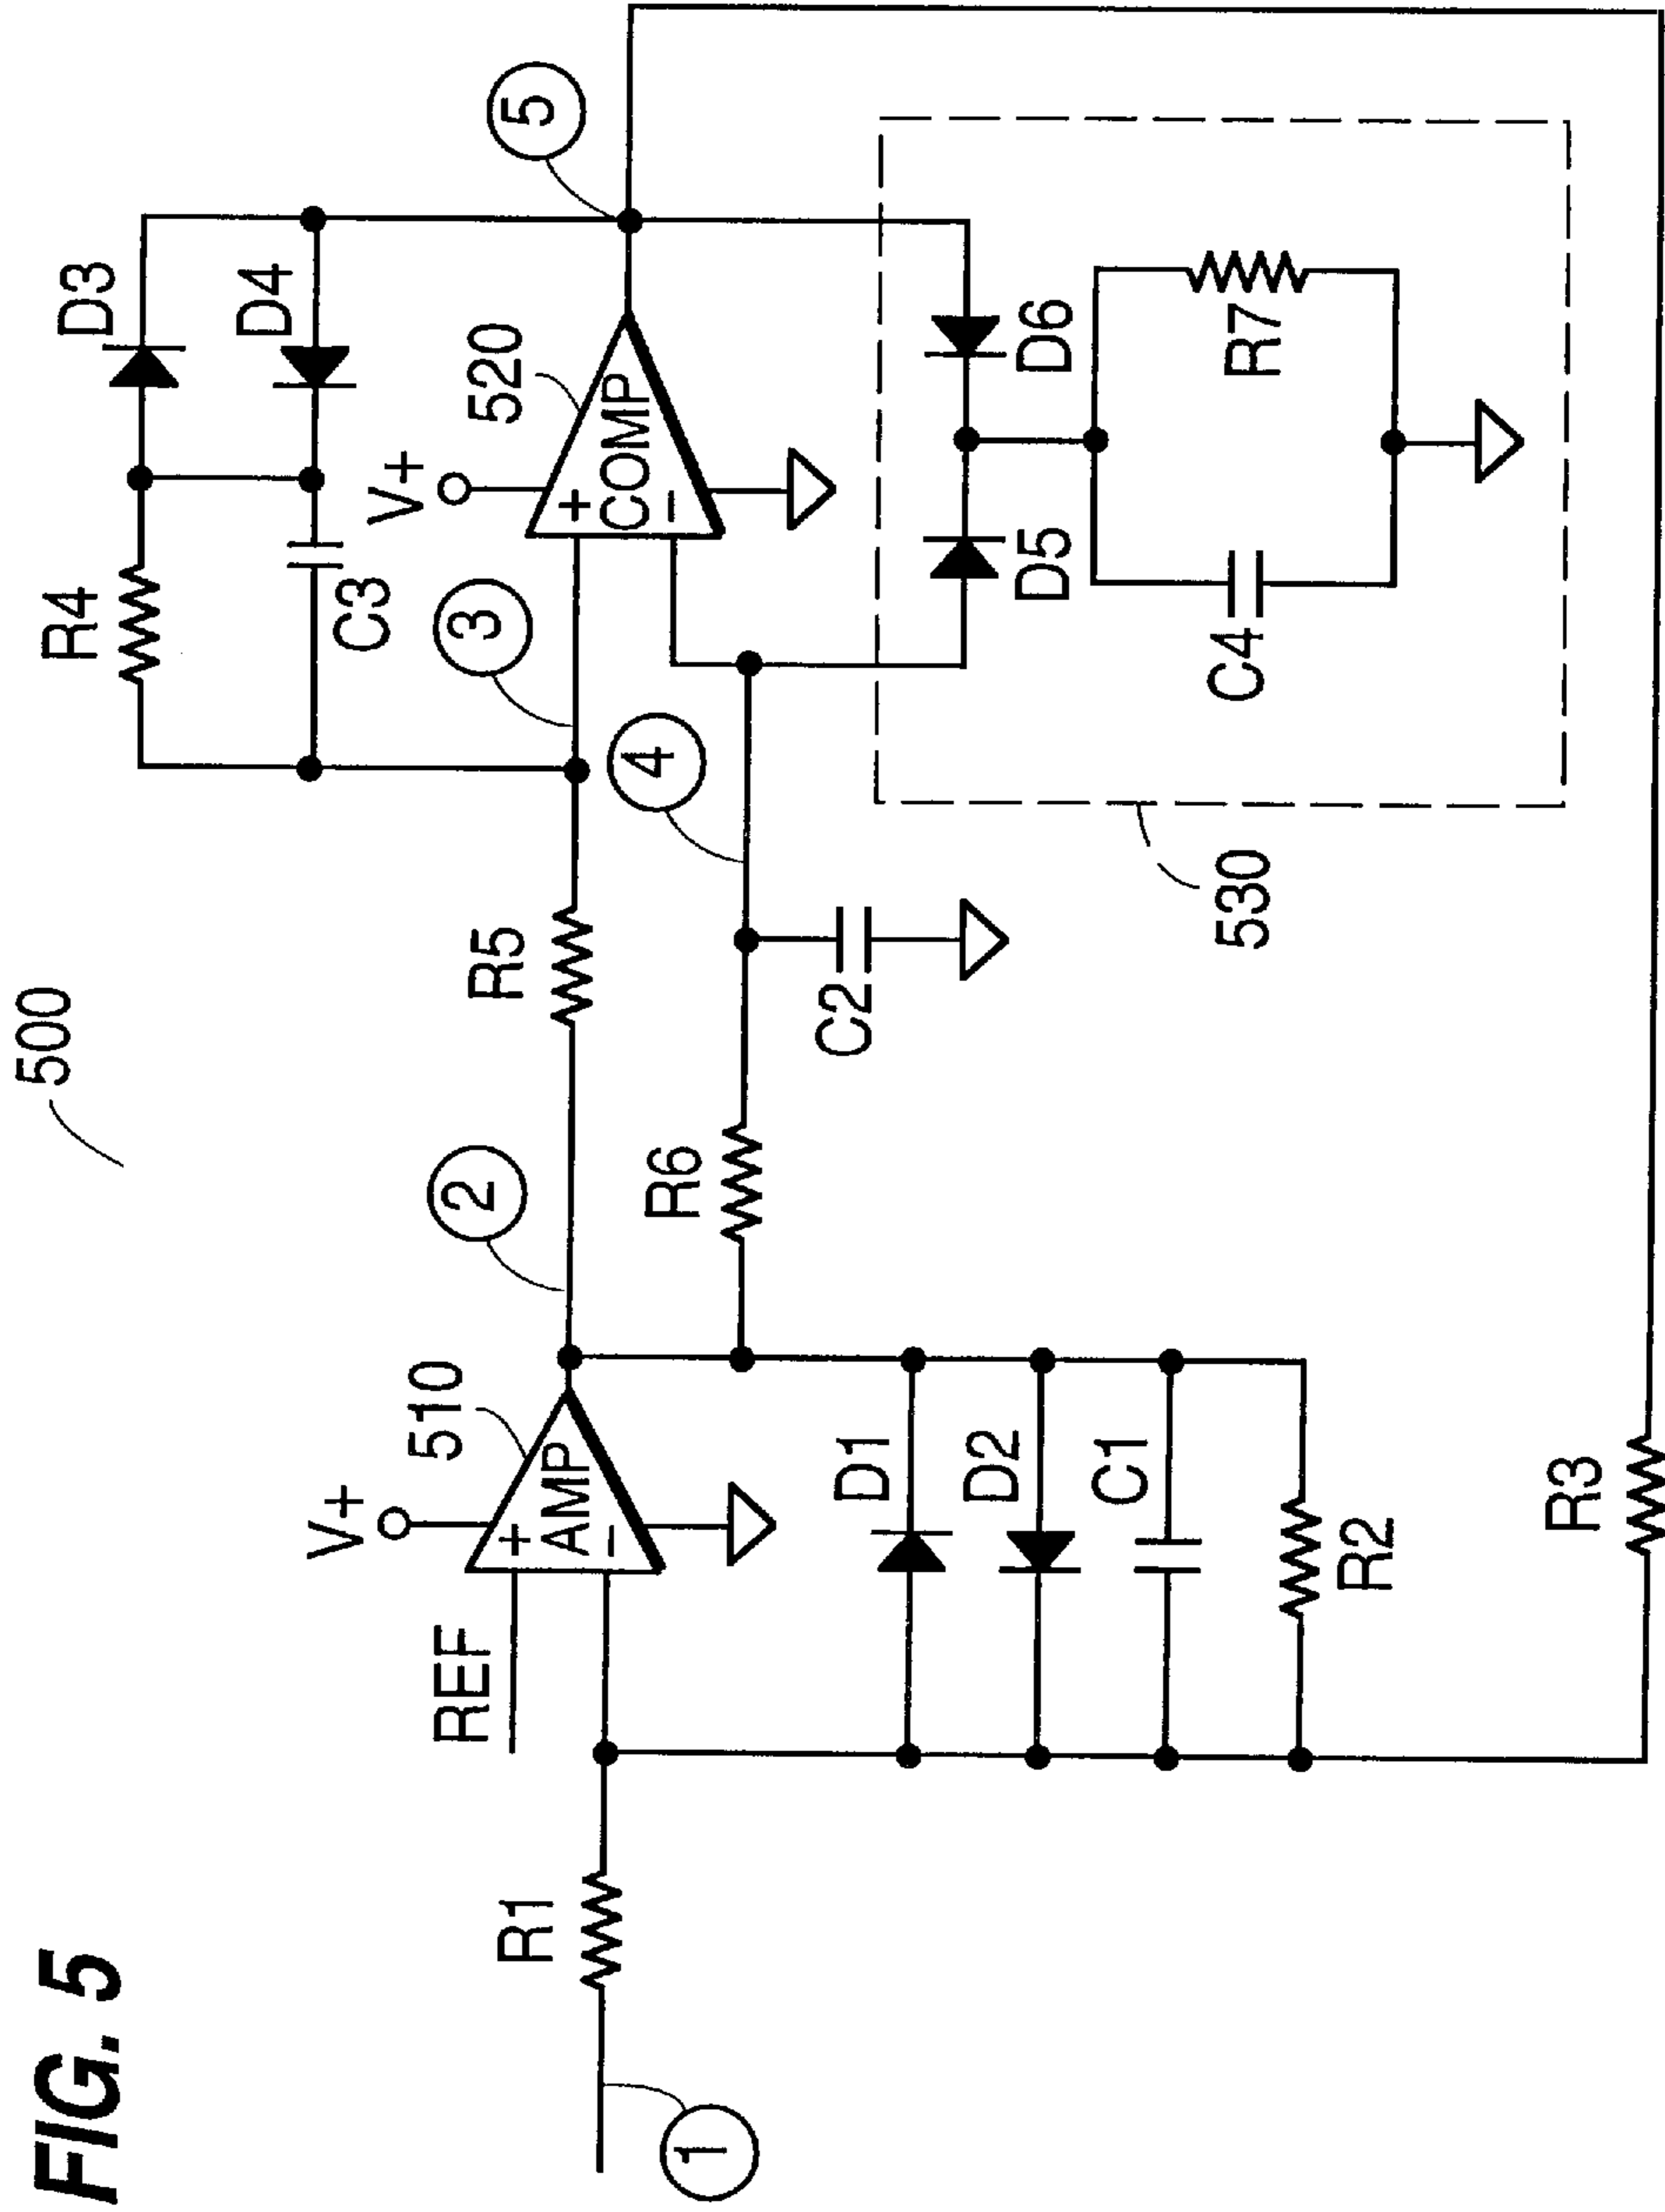 FIG. 5
500
1
R1
REF
V+
+
AMP
−
510
2
D1
D2
C1
R2
R3
R5
R6
C2
3
4
R4
C3
D3
D4
V+
+
COMP
−
520
5
D5
D6
C4
R7
530